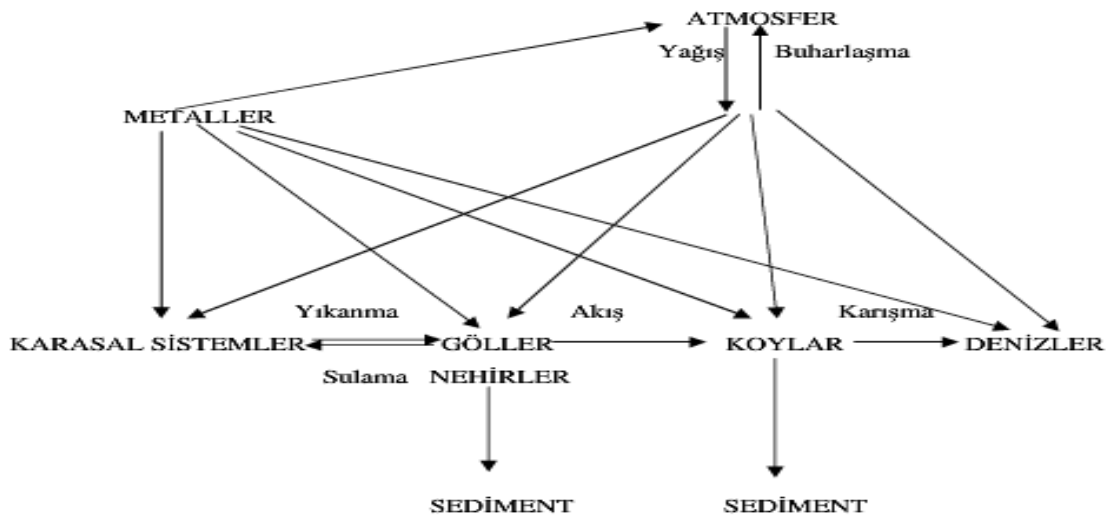 ATMOSFER
Yağış Buharlaşma
METALLER
Yıkanma Akış Karışma
KARASAL SİSTEMLER GÖLLER KOYLAR DENİZLER
Sulama NEHİRLER
SEDİMENT SEDİMENT